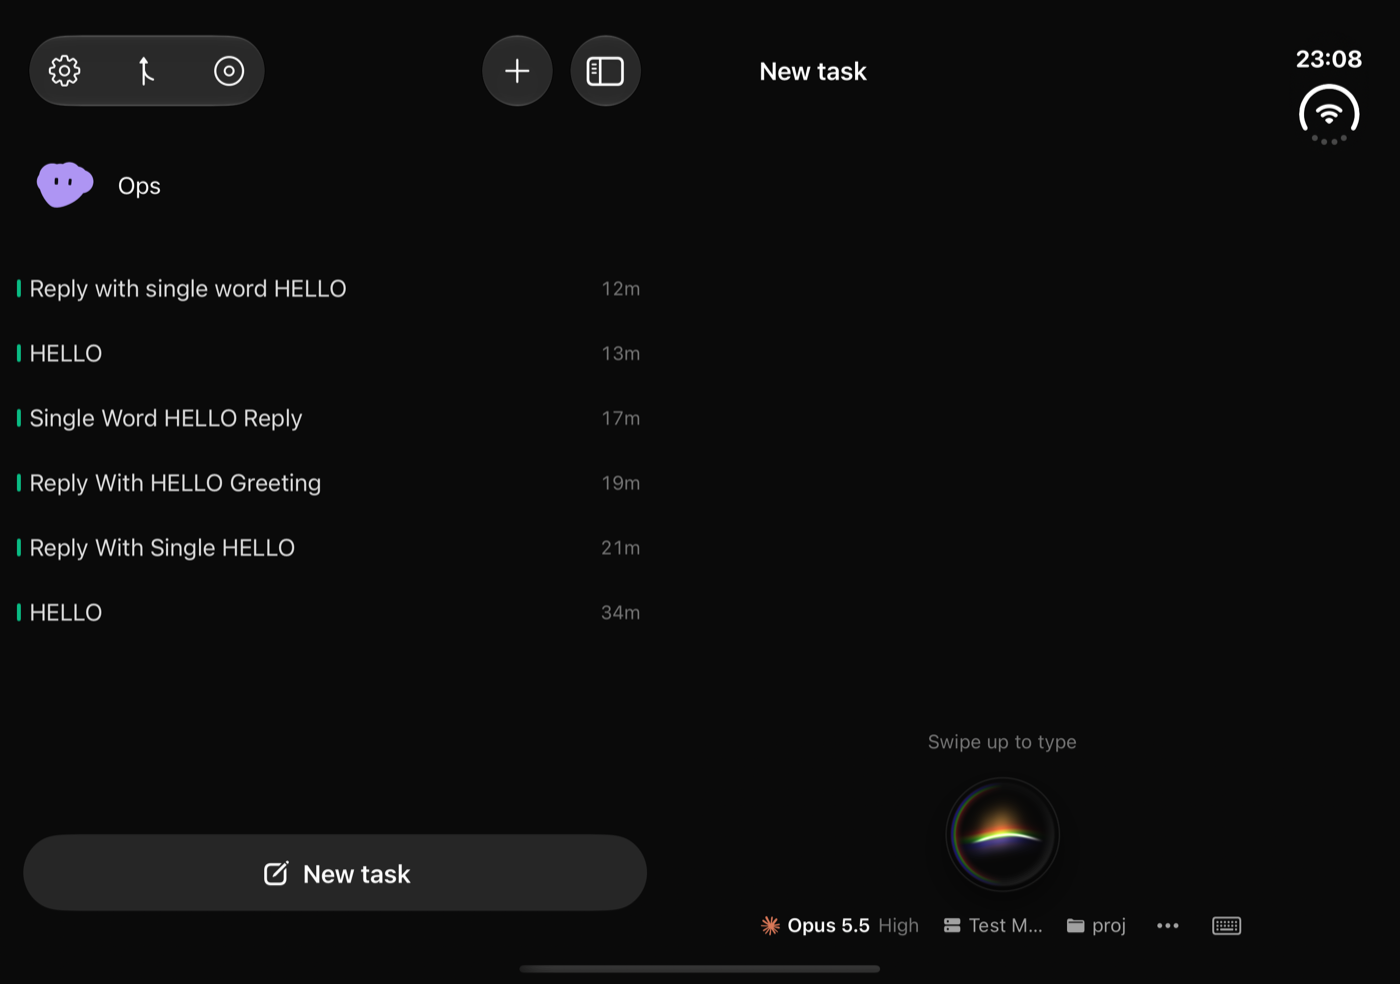 New task
23:08
Ops
Reply with single word HELLO 12m
HELLO 13m
Single Word HELLO Reply 17m
Reply With HELLO Greeting 19m
Reply With Single HELLO 21m
HELLO 34m
Swipe up to type
New task
Opus 5.5 High Test M... proj